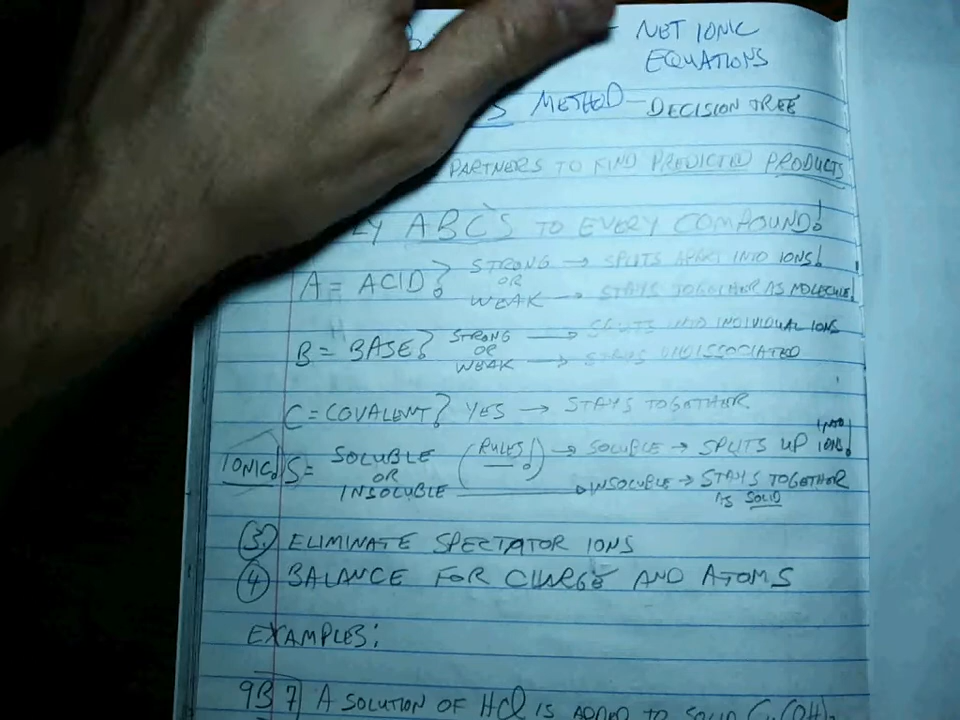 NET IONIC
EQUATIONS
METHOD - DECISION TREE
PARTNERS TO FIND PREDICTED PRODUCTS
ABC'S TO EVERY COMPOUND!
A = ACID? STRONG → SPLITS APART INTO IONS!
OR
WEAK → STAYS TOGETHER AS MOLECULE!
B = BASE? STRONG → SPLITS INTO INDIVIDUAL IONS
OR
WEAK → STAYS UNDISSOCIATED
C = COVALENT? YES → STAYS TOGETHER
IONIC! S = SOLUBLE OR INSOLUBLE (RULES!) → SOLUBLE → SPLITS UP INTO IONS!
→ INSOLUBLE → STAYS TOGETHER AS SOLID
3. ELIMINATE SPECTATOR IONS
4 BALANCE FOR CHARGE AND ATOMS
EXAMPLES:
9B 7) A SOLUTION OF HCl IS ADDED TO SOLID